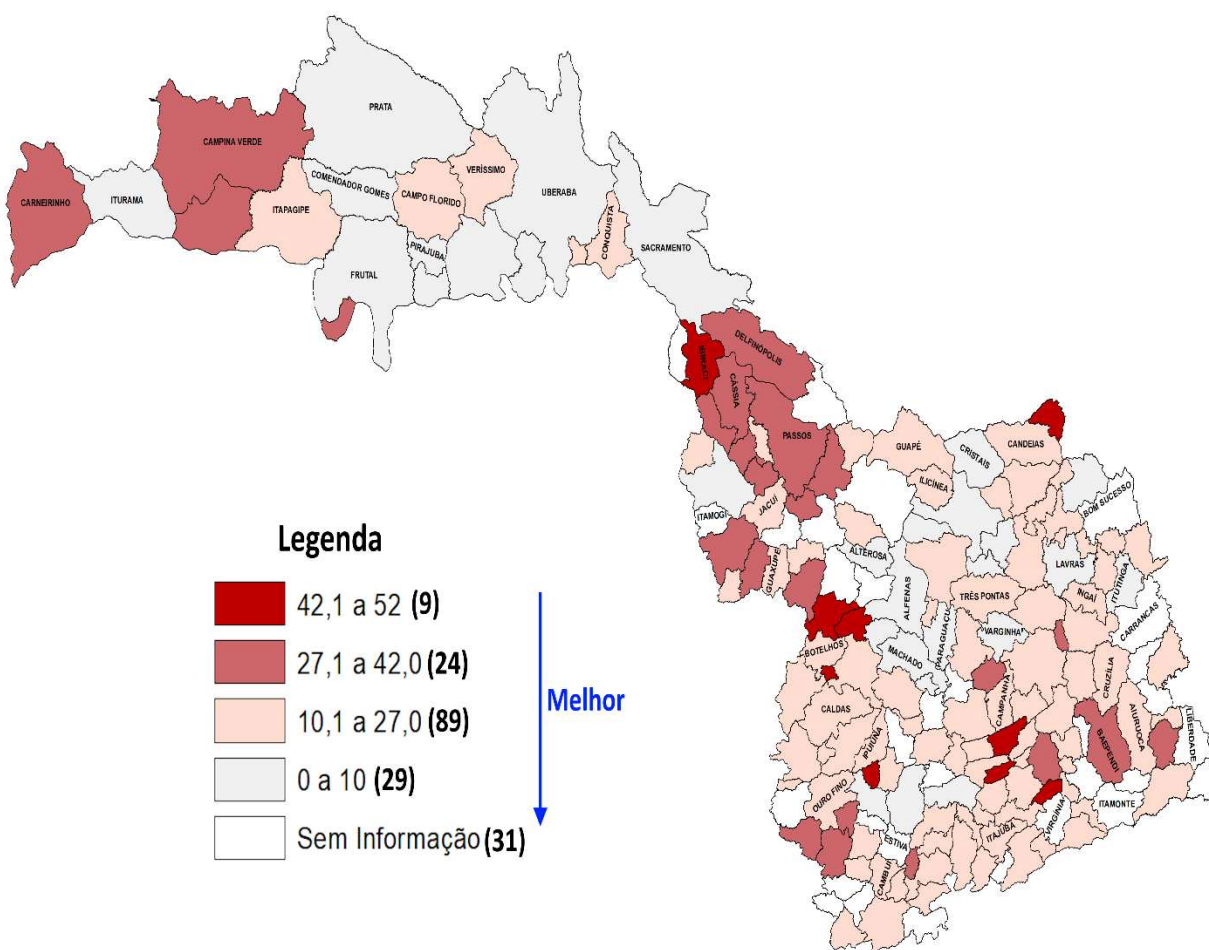 PRATA
CAMPINA VERDE
VERÍSSIMO
COMENDADOR GOMES
UBERABA
CARNEIRINHO
ITURAMA
CAMPO FLORIDO
ITAPAGIPE
CONQUISTA
PIRAJUBA
SACRAMENTO
FRUTAL
DELFINÓPOLIS
IBIRACI
CÁSSIA
PASSOS
GUAPÉ
CRISTAIS
CANDEIAS
ILICÍNEA
BOM SUCESSO
JACUÍ
ITAMOGI
ALTEROSA
GUAXUPÉ
LAVRAS
ALFENAS
TRÊS PONTAS
INGAÍ
ITUTINGA
CARRANCAS
PARAGUAÇU
VARGINHA
BOTELHOS
MACHADO
CRUZÍLIA
CAMPANHA
CALDAS
AIURUOCA
LIBERDADE
IPUIÚNA
BAEPENDI
OURO FINO
ITAMONTE
VIRGÍNIA
ITAJUBÁ
ESTIVA
CAMBUÍ
Legenda
42,1 a 52 (9)
27,1 a 42,0 (24)
10,1 a 27,0 (89)
0 a 10 (29)
Sem Informação (31)
Melhor